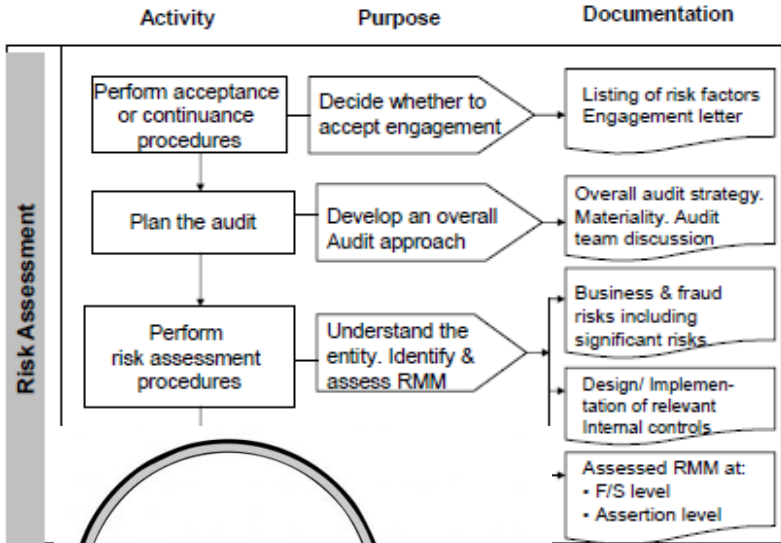 Activity
Purpose
Documentation
Risk Assessment
Perform acceptance
or continuance
procedures
Decide whether to
accept engagement
Listing of risk factors
Engagement letter
Plan the audit
Develop an overall
Audit approach
Overall audit strategy.
Materiality. Audit
team discussion
Perform
risk assessment
procedures
Understand the
entity. Identify &
assess RMM
Business & fraud
risks including
significant risks
Design/ Implemen-
tation of relevant
Internal controls
Assessed RMM at:
• F/S level
• Assertion level